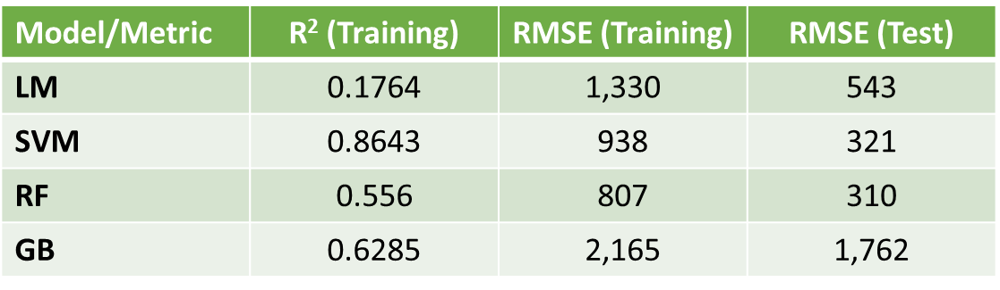 Model/Metric R² (Training) RMSE (Training) RMSE (Test)
LM 0.1764 1,330 543
SVM 0.8643 938 321
RF 0.556 807 310
GB 0.6285 2,165 1,762